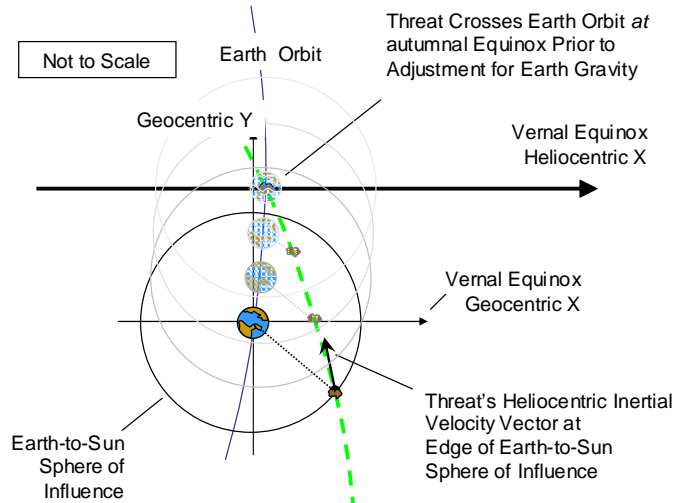 Threat Crosses Earth Orbit at
autumnal Equinox Prior to
Adjustment for Earth Gravity
Earth Orbit
Not to Scale
Geocentric Y
Vernal Equinox
Heliocentric X
Vernal Equinox
Geocentric X
Threat's Heliocentric Inertial
Velocity Vector at
Edge of Earth-to-Sun
Sphere of Influence
Earth-to-Sun
Sphere of
Influence